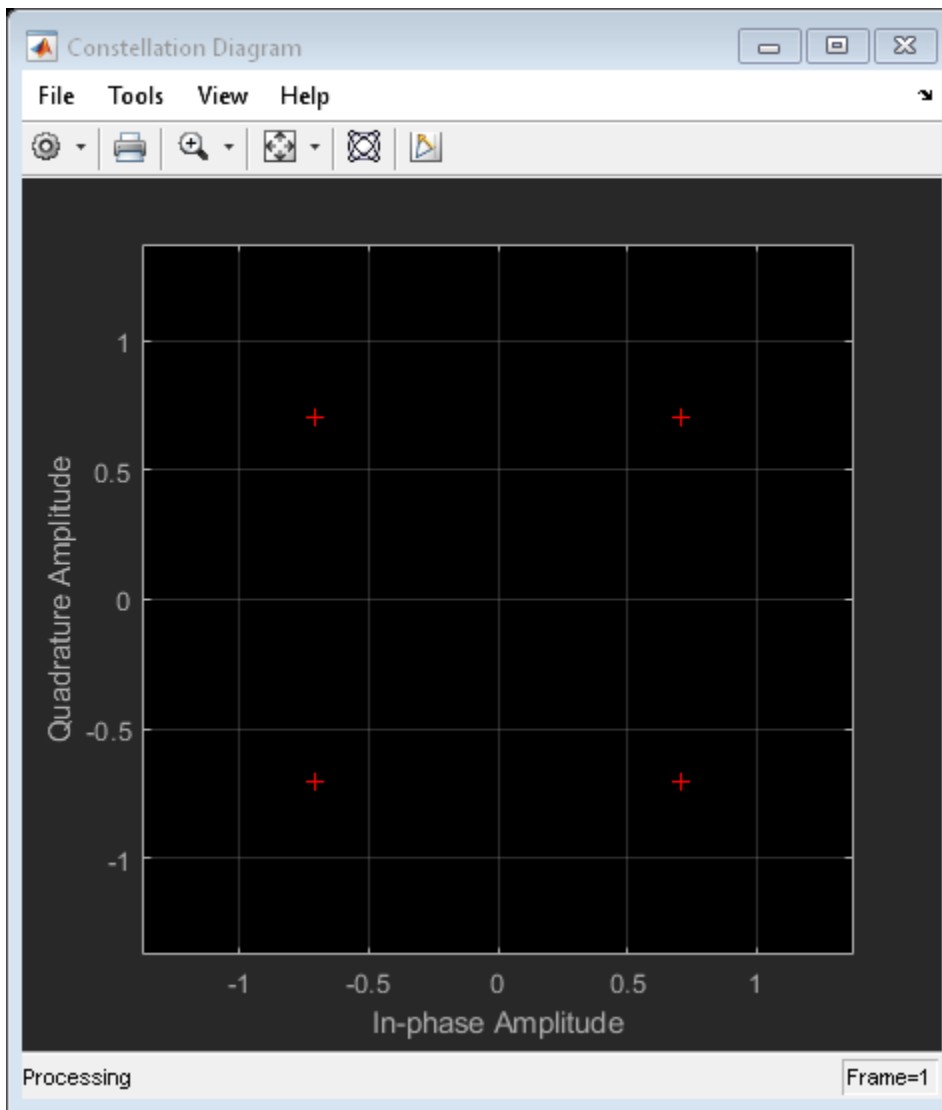 Constellation Diagram
File Tools View Help
1
0.5
0
-0.5
-1
Quadrature Amplitude
-1 -0.5 0 0.5 1
In-phase Amplitude
Processing Frame=1